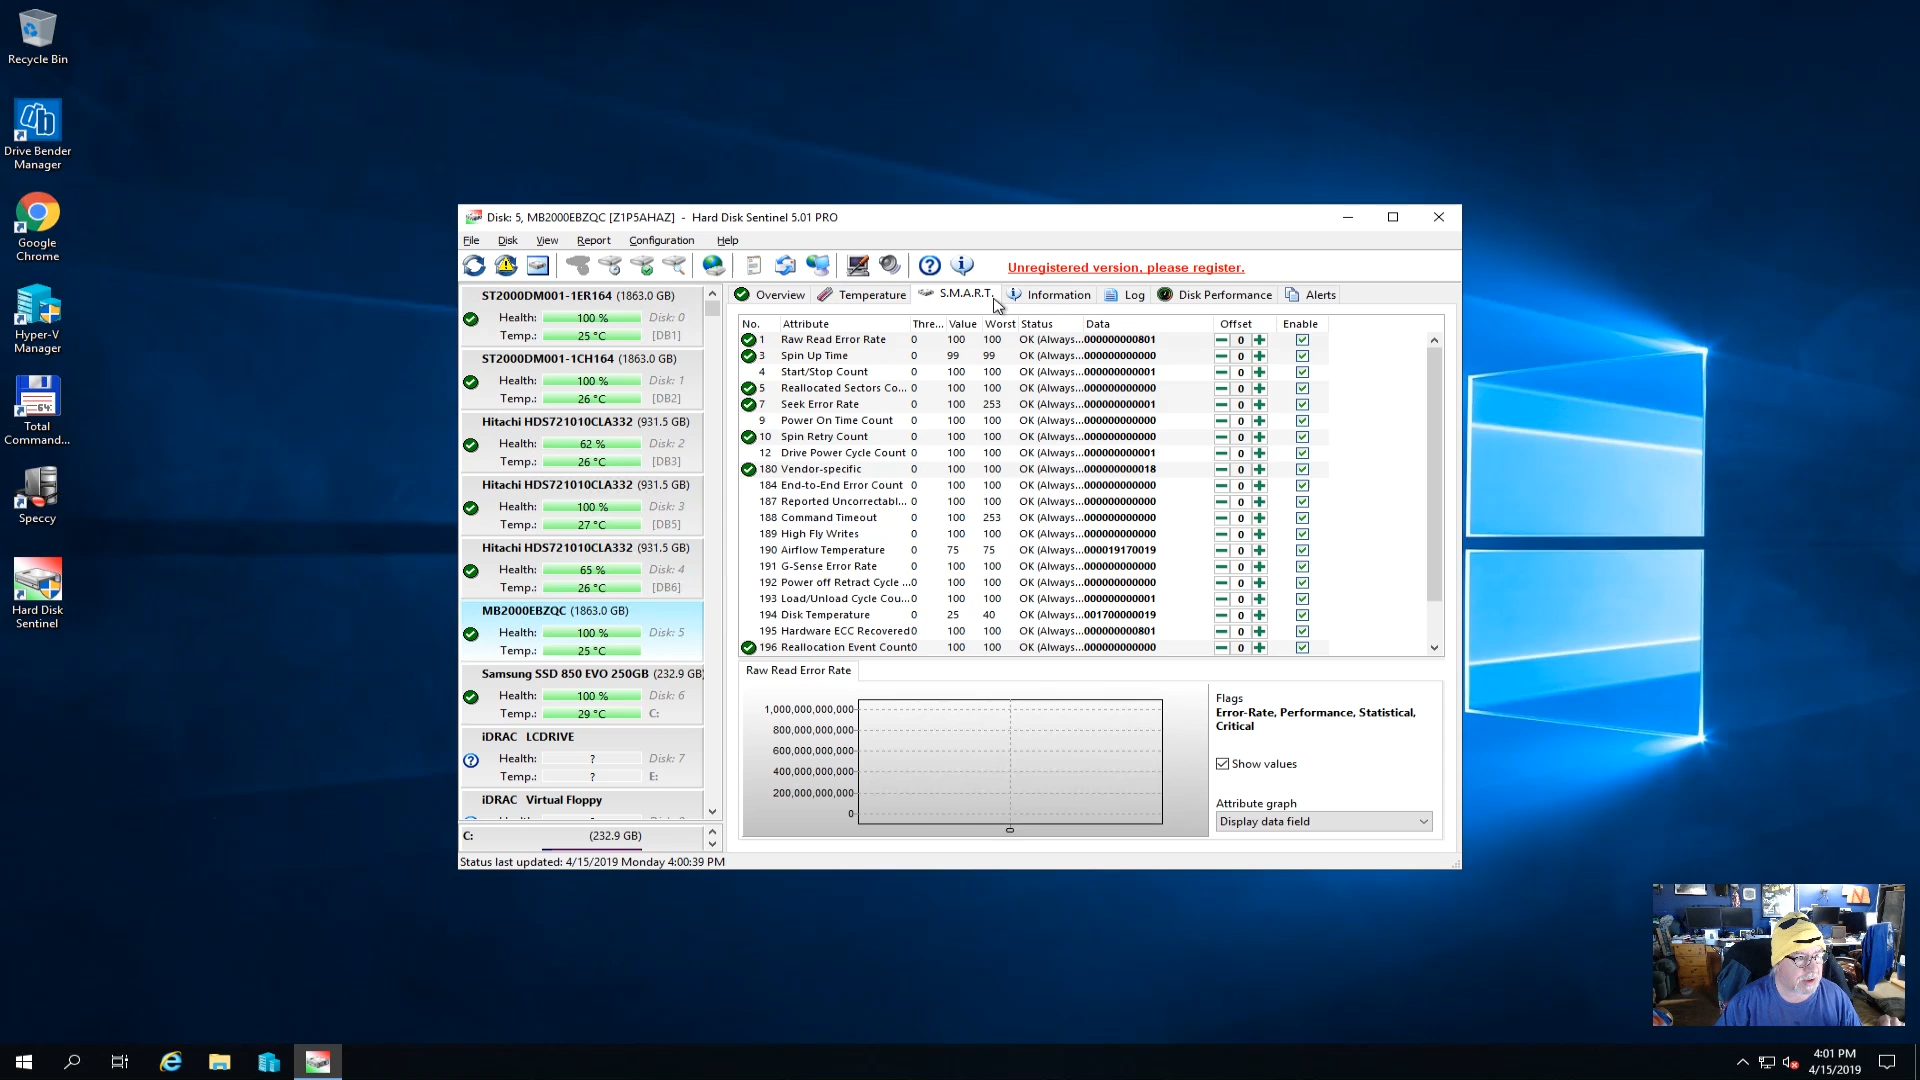 Recycle Bin
Drive Bender
Manager
Google
Chrome
Hyper-V
Manager
64
Total
Command...
Speccy
Hard Disk
Sentinel
Disk: 5, MB2000EBZQC [Z1P5AHAZ] - Hard Disk Sentinel 5.01 PRO
File Disk View Report Configuration Help
Unregistered version, please register.
ST2000DM001-1ER164 (1863.0 GB)
Health: 100 % Disk: 0
Temp.: 25 °C [DB1]
ST2000DM001-1CH164 (1863.0 GB)
Health: 100 % Disk: 1
Temp.: 26 °C [DB2]
Hitachi HDS721010CLA332 (931.5 GB)
Health: 62 % Disk: 2
Temp.: 26 °C [DB3]
Hitachi HDS721010CLA332 (931.5 GB)
Health: 100 % Disk: 3
Temp.: 27 °C [DB5]
Hitachi HDS721010CLA332 (931.5 GB)
Health: 65 % Disk: 4
Temp.: 26 °C [DB6]
MB2000EBZQC (1863.0 GB)
Health: 100 % Disk: 5
Temp.: 25 °C
Samsung SSD 850 EVO 250GB (232.9 GB)
Health: 100 % Disk: 6
Temp.: 29 °C C:
iDRAC LCDRIVE
Health: ? Disk: 7
Temp.: ? E:
iDRAC Virtual Floppy
C: (232.9 GB)
Status last updated: 4/15/2019 Monday 4:00:39 PM
Overview Temperature S.M.A.R.T. Information Log Disk Performance Alerts
No. Attribute Thre... Value Worst Status Data Offset Enable
1 Raw Read Error Rate 0 100 100 OK (Always... 000000000801 0
3 Spin Up Time 0 99 99 OK (Always... 000000000000 0
4 Start/Stop Count 0 100 100 OK (Always... 000000000001 0
5 Reallocated Sectors Co... 0 100 100 OK (Always... 000000000000 0
7 Seek Error Rate 0 100 253 OK (Always... 000000000001 0
9 Power On Time Count 0 100 100 OK (Always... 000000000000 0
10 Spin Retry Count 0 100 100 OK (Always... 000000000000 0
12 Drive Power Cycle Count 0 100 100 OK (Always... 000000000001 0
180 Vendor-specific 0 100 100 OK (Always... 000000000018 0
184 End-to-End Error Count 0 100 100 OK (Always... 000000000000 0
187 Reported Uncorrectabl... 0 100 100 OK (Always... 000000000000 0
188 Command Timeout 0 100 253 OK (Always... 000000000000 0
189 High Fly Writes 0 100 100 OK (Always... 000000000000 0
190 Airflow Temperature 0 75 75 OK (Always... 000019170019 0
191 G-Sense Error Rate 0 100 100 OK (Always... 000000000000 0
192 Power off Retract Cycle ... 0 100 100 OK (Always... 000000000000 0
193 Load/Unload Cycle Cou... 0 100 100 OK (Always... 000000000001 0
194 Disk Temperature 0 25 40 OK (Always... 001700000019 0
195 Hardware ECC Recovered 0 100 100 OK (Always... 000000000801 0
196 Reallocation Event Count 0 100 100 OK (Always... 000000000000 0
Raw Read Error Rate
1,000,000,000,000
800,000,000,000
600,000,000,000
400,000,000,000
200,000,000,000
0
0
Flags
Error-Rate, Performance, Statistical,
Critical
Show values
Attribute graph
Display data field
4:01 PM
4/15/2019